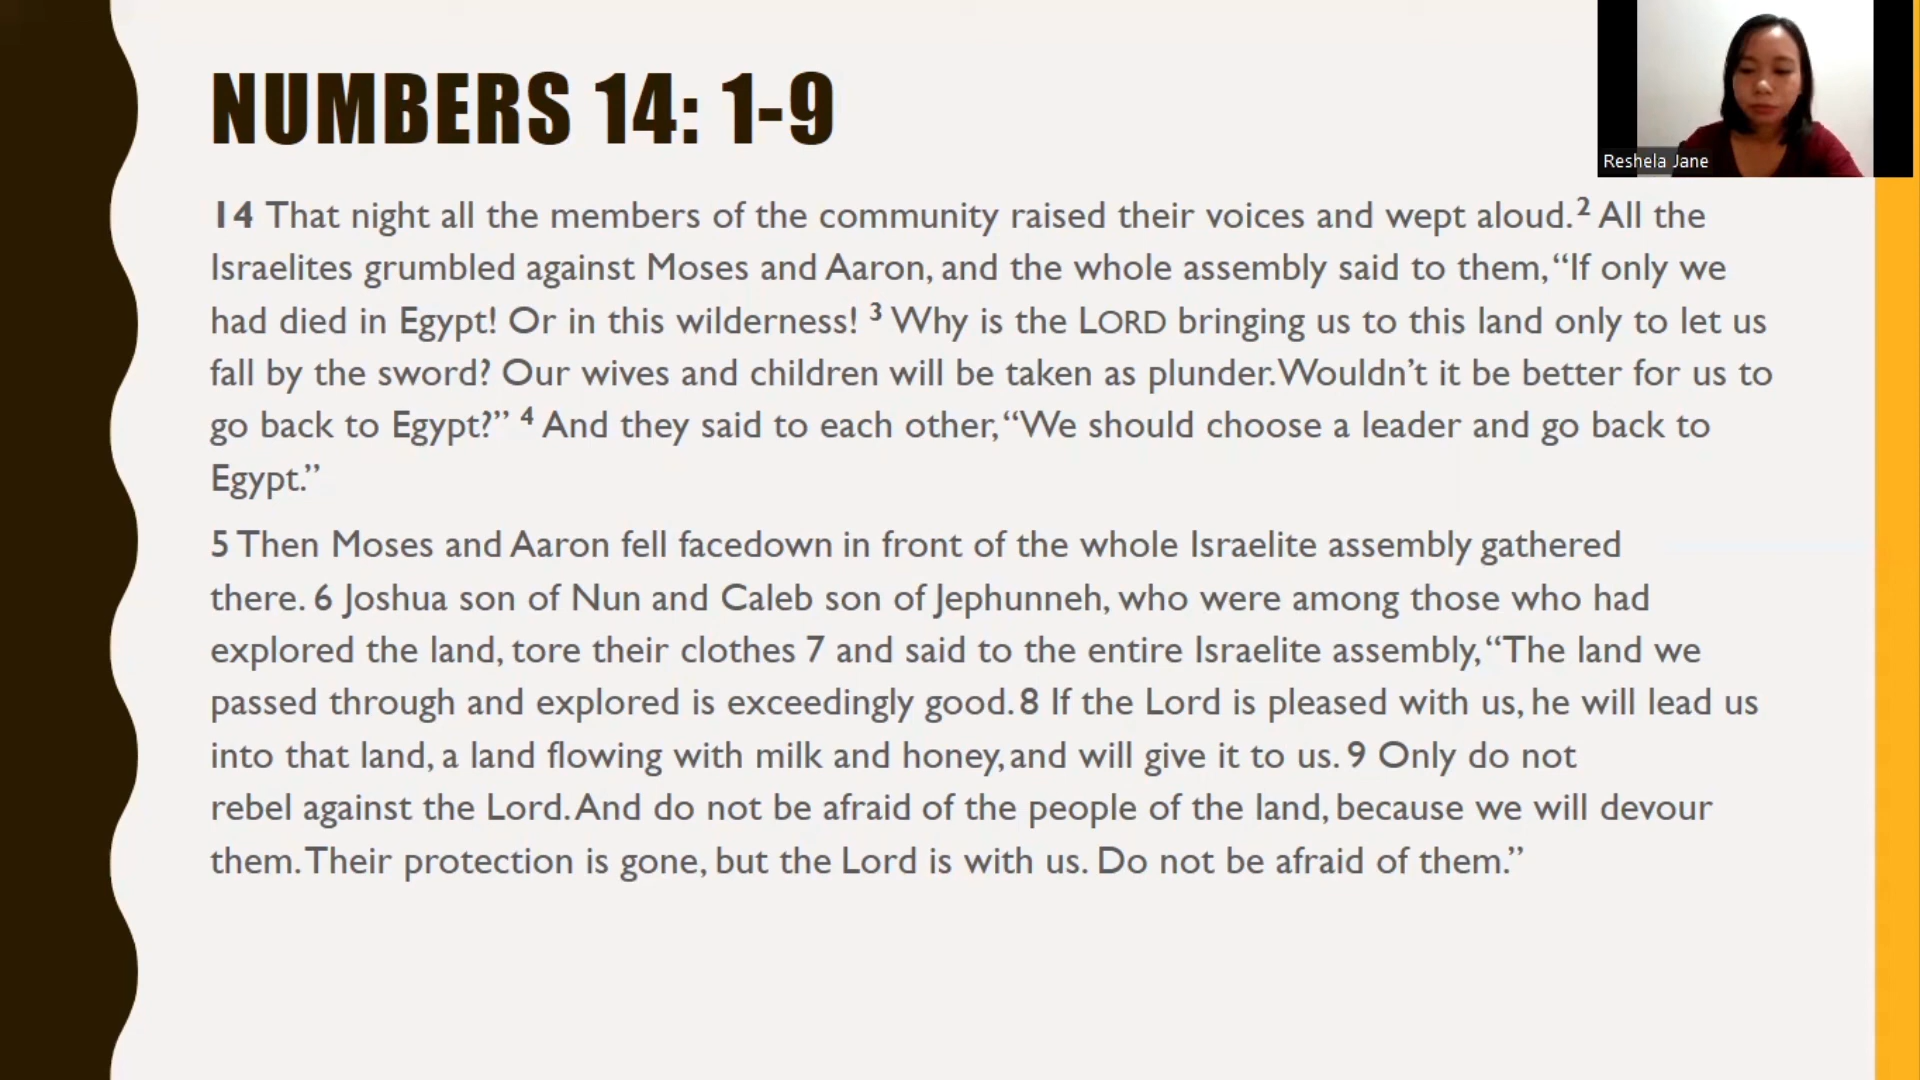 NUMBERS 14: 1-9
Reshela Jane
14 That night all the members of the community raised their voices and wept aloud. 2 All the
Israelites grumbled against Moses and Aaron, and the whole assembly said to them, “If only we
had died in Egypt! Or in this wilderness! 3 Why is the LORD bringing us to this land only to let us
fall by the sword? Our wives and children will be taken as plunder. Wouldn’t it be better for us to
go back to Egypt?” 4 And they said to each other, “We should choose a leader and go back to
Egypt.”
5 Then Moses and Aaron fell facedown in front of the whole Israelite assembly gathered
there. 6 Joshua son of Nun and Caleb son of Jephunneh, who were among those who had
explored the land, tore their clothes 7 and said to the entire Israelite assembly, “The land we
passed through and explored is exceedingly good. 8 If the Lord is pleased with us, he will lead us
into that land, a land flowing with milk and honey, and will give it to us. 9 Only do not
rebel against the Lord. And do not be afraid of the people of the land, because we will devour
them. Their protection is gone, but the Lord is with us. Do not be afraid of them.”